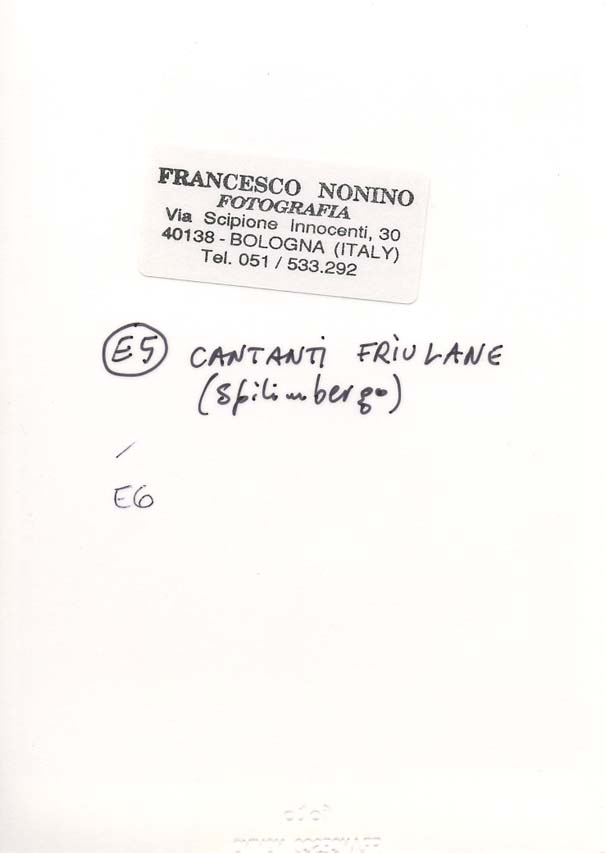 FRANCESCO NONINO
FOTOGRAFIA
Via Scipione Innocenti, 30
40138 - BOLOGNA (ITALY)
Tel. 051 / 533.292
E5 CANTANTI FRIULANE
(Spilimbergo)
/
E6